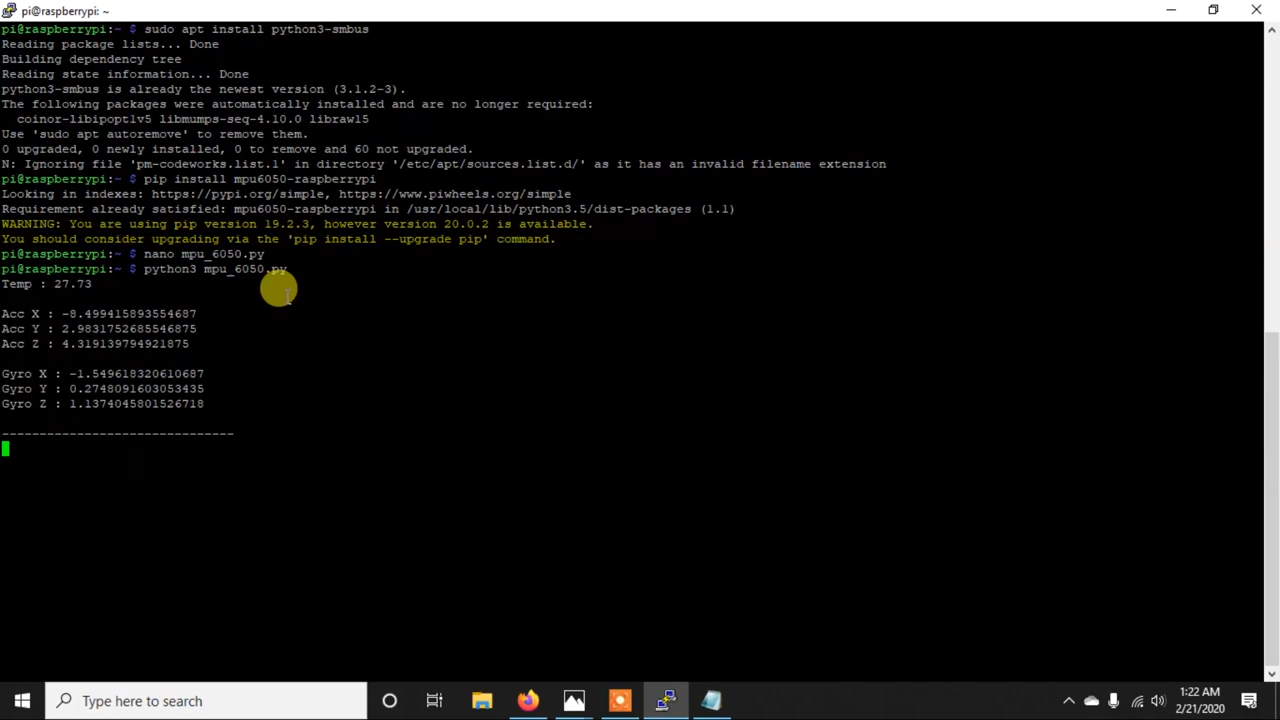 pi@raspberrypi: ~
pi@raspberrypi:~ $ sudo apt install python3-smbus
Reading package lists... Done
Building dependency tree
Reading state information... Done
python3-smbus is already the newest version (3.1.2-3).
The following packages were automatically installed and are no longer required:
coinor-libipopt1v5 libmumps-seq-4.10.0 libraw15
Use 'sudo apt autoremove' to remove them.
0 upgraded, 0 newly installed, 0 to remove and 60 not upgraded.
N: Ignoring file 'pm-codeworks.list.1' in directory '/etc/apt/sources.list.d/' as it has an invalid filename extension
pi@raspberrypi:~ $ pip install mpu6050-raspberrypi
Looking in indexes: https://pypi.org/simple, https://www.piwheels.org/simple
Requirement already satisfied: mpu6050-raspberrypi in /usr/local/lib/python3.5/dist-packages (1.1)
WARNING: You are using pip version 19.2.3, however version 20.0.2 is available.
You should consider upgrading via the 'pip install --upgrade pip' command.
pi@raspberrypi:~ $ nano mpu_6050.py
pi@raspberrypi:~ $ python3 mpu_6050.py
Temp : 27.73
Acc X : -8.499415893554687
Acc Y : 2.9831752685546875
Acc Z : 4.319139794921875
Gyro X : -1.549618320610687
Gyro Y : 0.2748091603053435
Gyro Z : 1.1374045801526718
-------------------------------
Type here to search
1:22 AM
2/21/2020